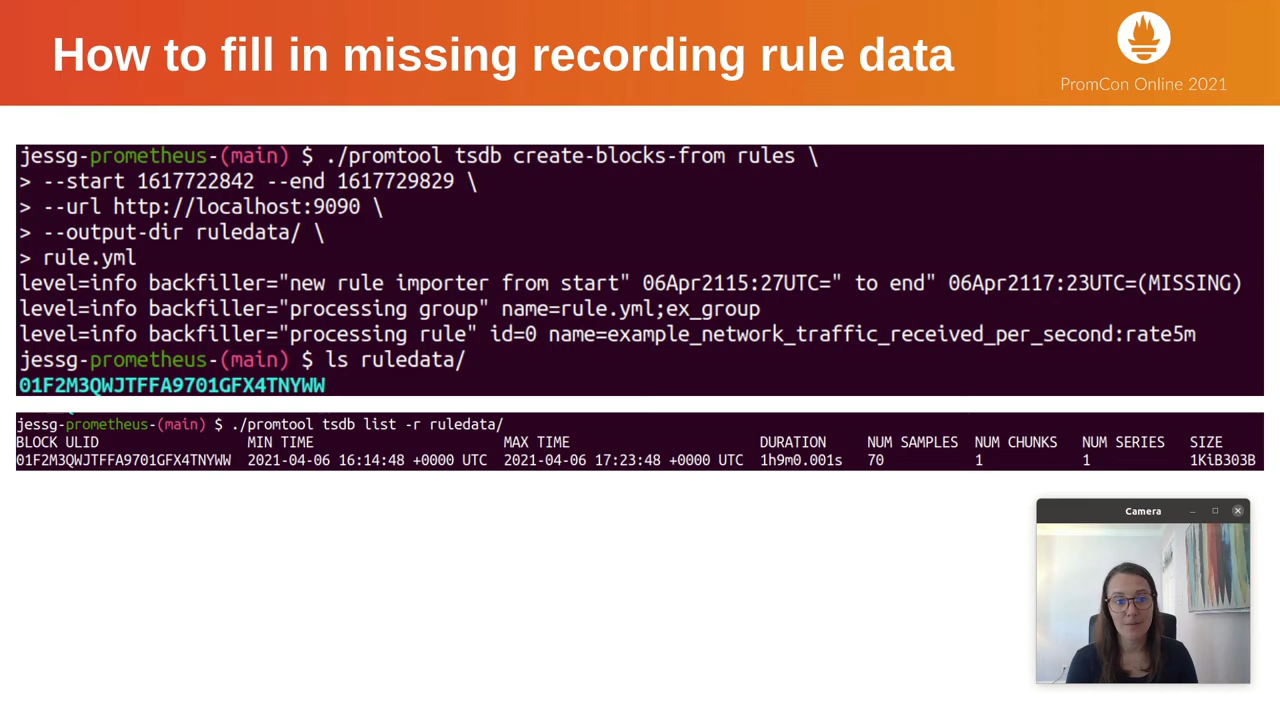 How to fill in missing recording rule data
PromCon Online 2021
jessg-prometheus-(main) $ ./promtool tsdb create-blocks-from rules \
> --start 1617722842 --end 1617729829 \
> --url http://localhost:9090 \
> --output-dir ruledata/ \
> rule.yml
level=info backfiller="new rule importer from start" 06Apr2115:27UTC=" to end" 06Apr2117:23UTC=(MISSING)
level=info backfiller="processing group" name=rule.yml;ex_group
level=info backfiller="processing rule" id=0 name=example_network_traffic_received_per_second:rate5m
jessg-prometheus-(main) $ ls ruledata/
01F2M3QWJTFFA9701GFX4TNYWW
jessg-prometheus-(main) $ ./promtool tsdb list -r ruledata/
BLOCK ULID MIN TIME MAX TIME DURATION NUM SAMPLES NUM CHUNKS NUM SERIES SIZE
01F2M3QWJTFFA9701GFX4TNYWW 2021-04-06 16:14:48 +0000 UTC 2021-04-06 17:23:48 +0000 UTC 1h9m0.001s 70 1 1 1KiB303B
Camera